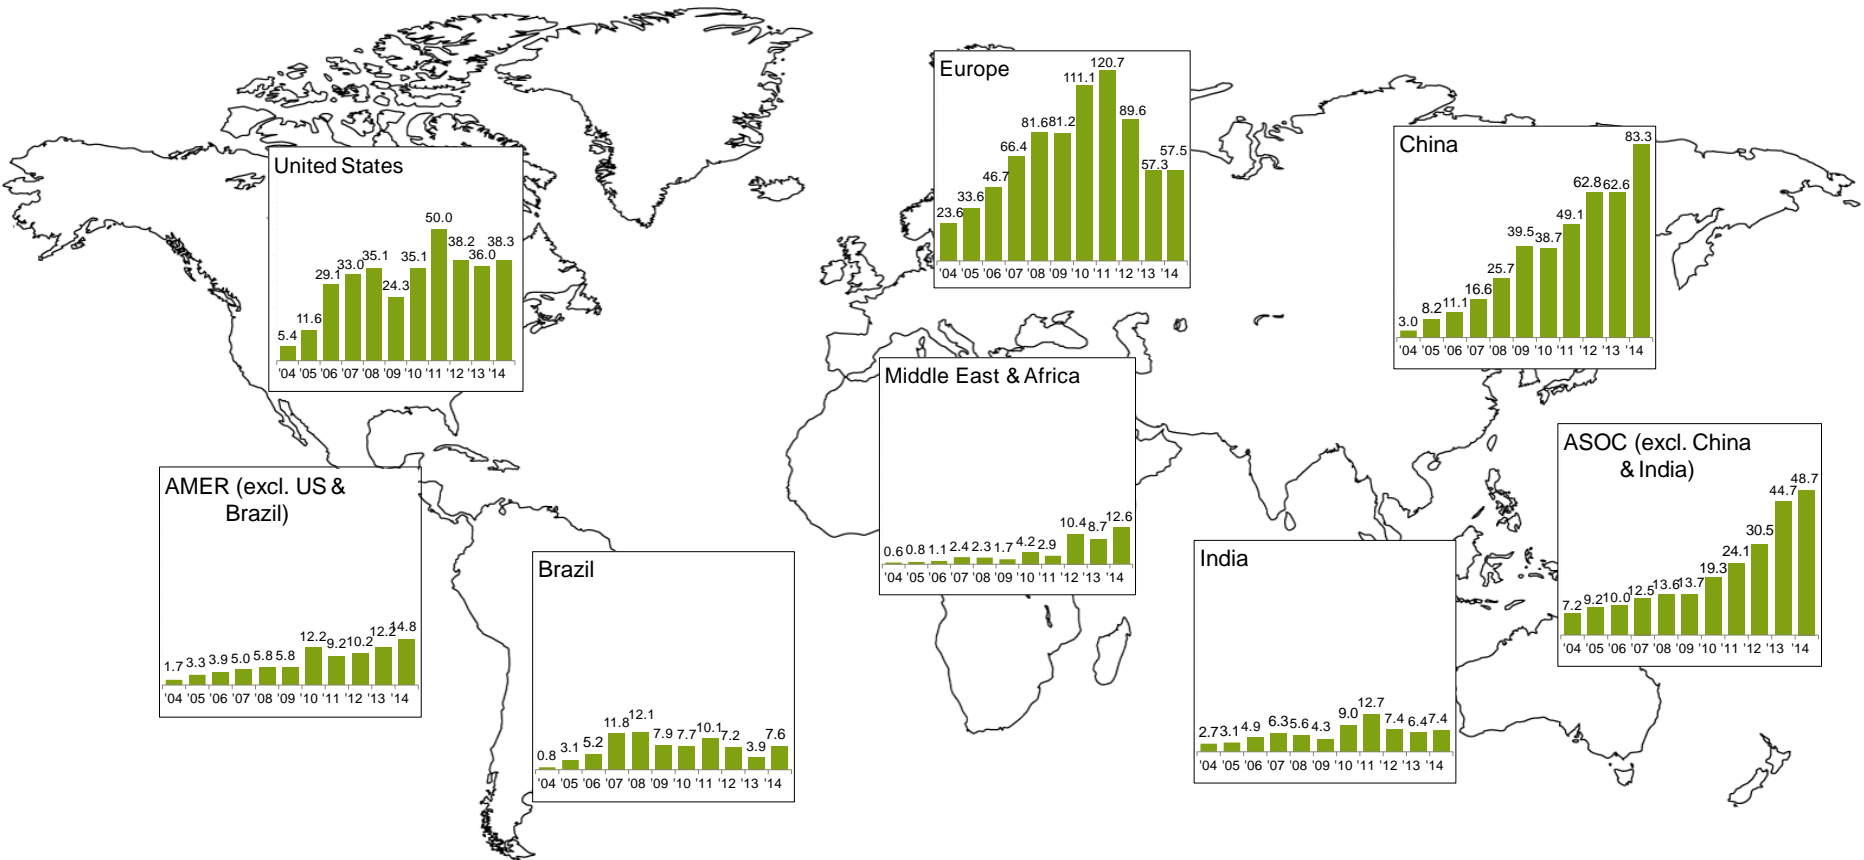 Europe
120.7
111.1
89.6
81.6 81.2
66.4
57.3 57.5
46.7
33.6
23.6
'04 '05 '06 '07 '08 '09 '10 '11 '12 '13 '14
China
83.3
62.8 62.6
49.1
39.5 38.7
25.7
16.6
11.1
8.2
3.0
'04 '05 '06 '07 '08 '09 '10 '11 '12 '13 '14
United States
50.0
38.2 36.0 38.3
29.1 33.0 35.1 24.3 35.1
11.6
5.4
'04 '05 '06 '07 '08 '09 '10 '11 '12 '13 '14
Middle East & Africa
0.6 0.8 1.1 2.4 2.3 1.7 4.2 2.9 10.4 8.7 12.6
'04 '05 '06 '07 '08 '09 '10 '11 '12 '13 '14
ASOC (excl. China
& India)
48.7
44.7
30.5
24.1
19.3
7.2 9.2 10.0 12.5 13.6 13.7
'04 '05 '06 '07 '08 '09 '10 '11 '12 '13 '14
AMER (excl. US &
Brazil)
1.7 3.3 3.9 5.0 5.8 5.8 12.2 9.2 10.2 12.2 14.8
'04 '05 '06 '07 '08 '09 '10 '11 '12 '13 '14
Brazil
0.8 3.1 5.2 11.8 12.1 7.9 7.7 10.1 7.2 3.9 7.6
'04 '05 '06 '07 '08 '09 '10 '11 '12 '13 '14
India
2.7 3.1 4.9 6.3 5.6 4.3 9.0 12.7 7.4 6.4 7.4
'04 '05 '06 '07 '08 '09 '10 '11 '12 '13 '14